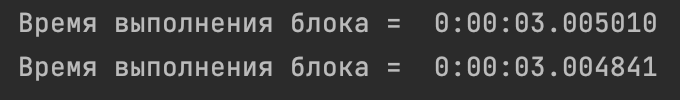 Время выполнения блока =  0:00:03.005010
Время выполнения блока =  0:00:03.004841